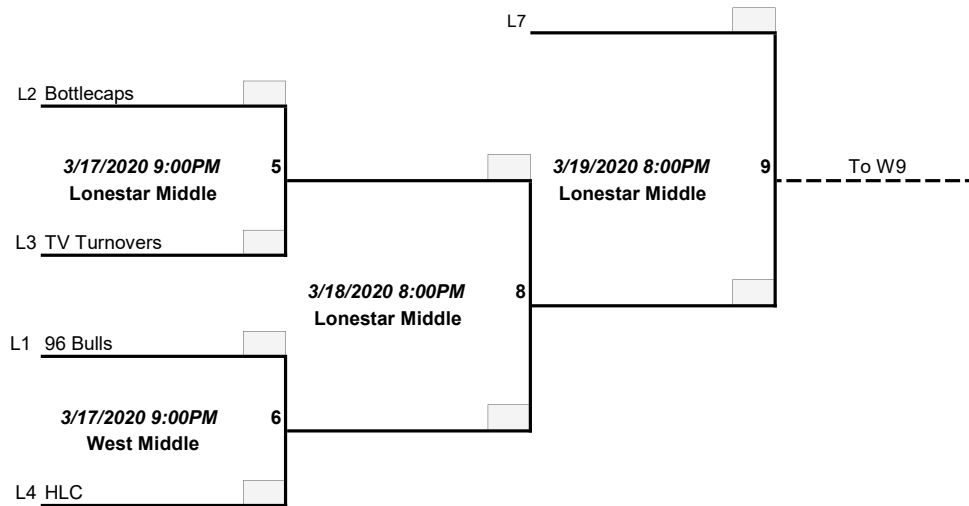 L7
L2 Bottlecaps
3/17/2020 9:00PM 5
Lonestar Middle
3/19/2020 8:00PM 9
Lonestar Middle
To W9
L3 TV Turnovers
3/18/2020 8:00PM 8
Lonestar Middle
L1 96 Bulls
3/17/2020 9:00PM 6
West Middle
L4 HLC